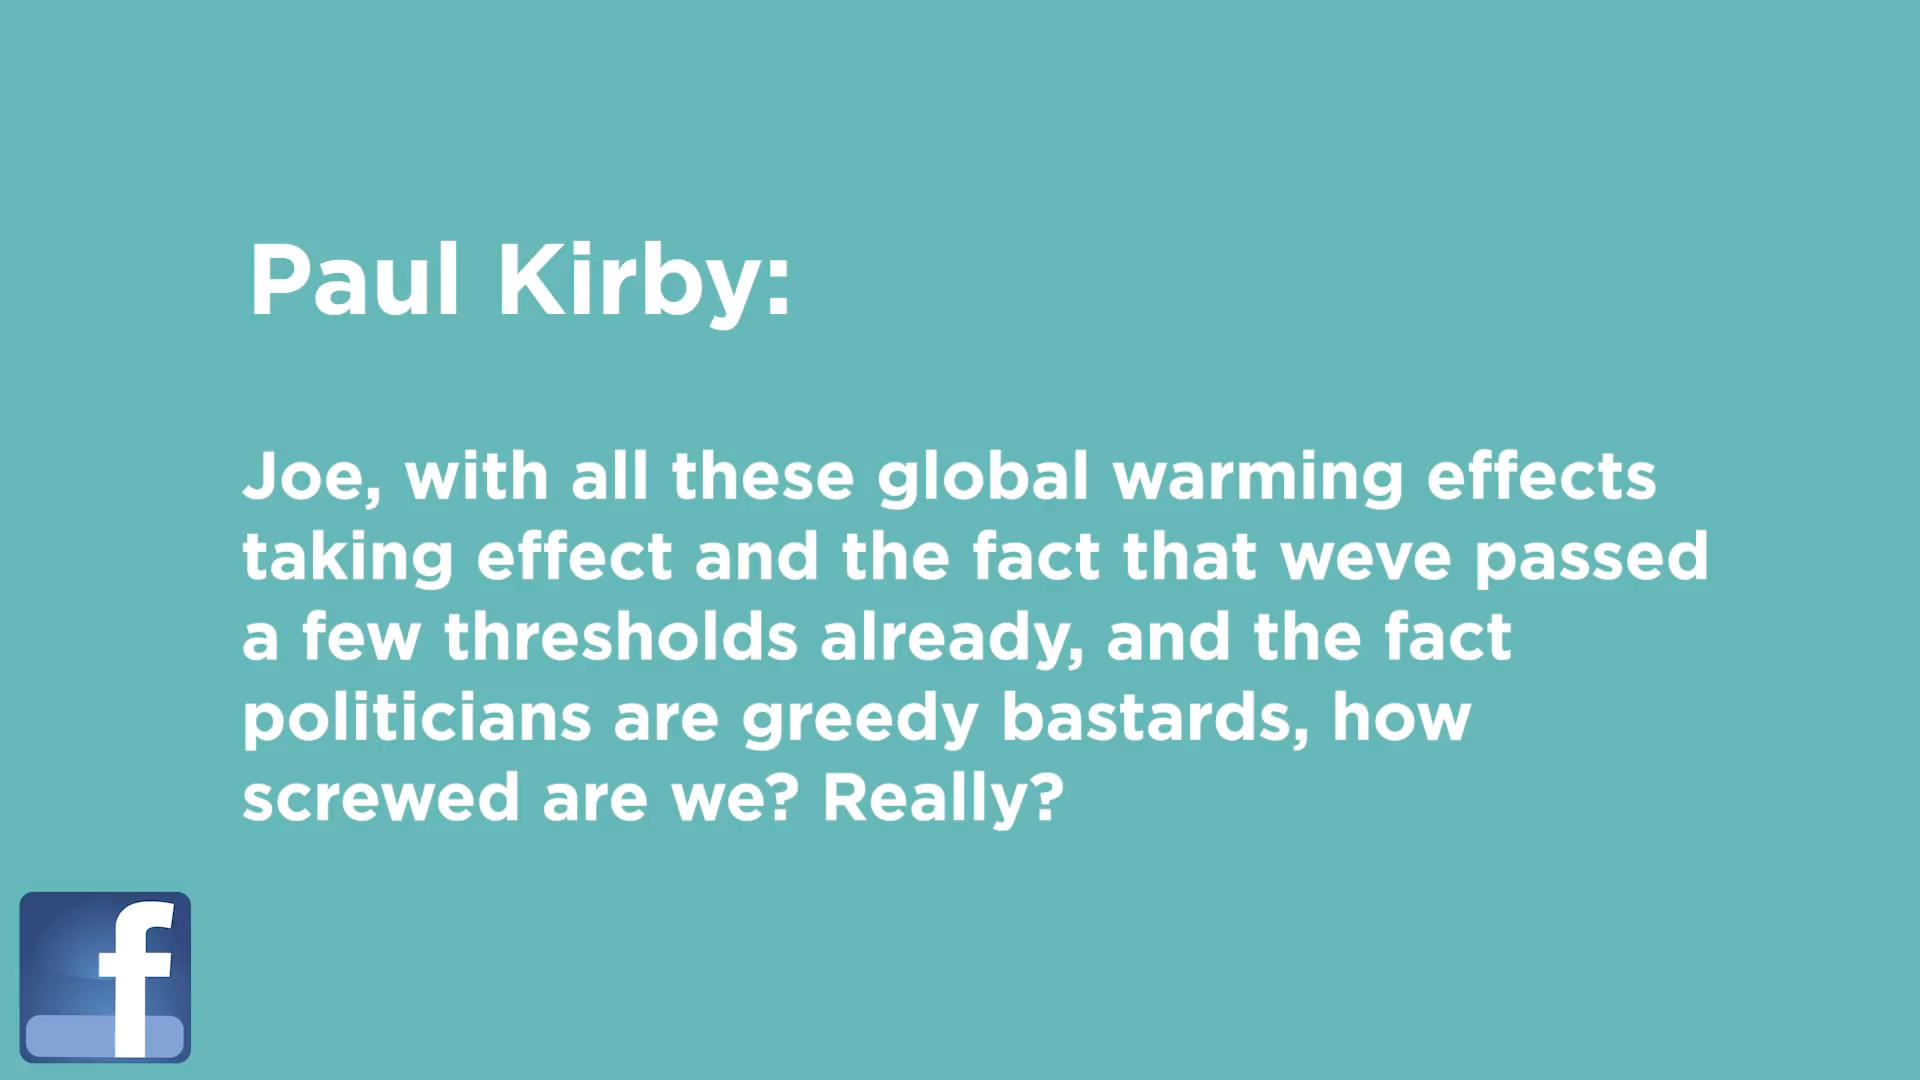 Paul Kirby:
Joe, with all these global warming effects
taking effect and the fact that weve passed
a few thresholds already, and the fact
politicians are greedy bastards, how
screwed are we? Really?
f